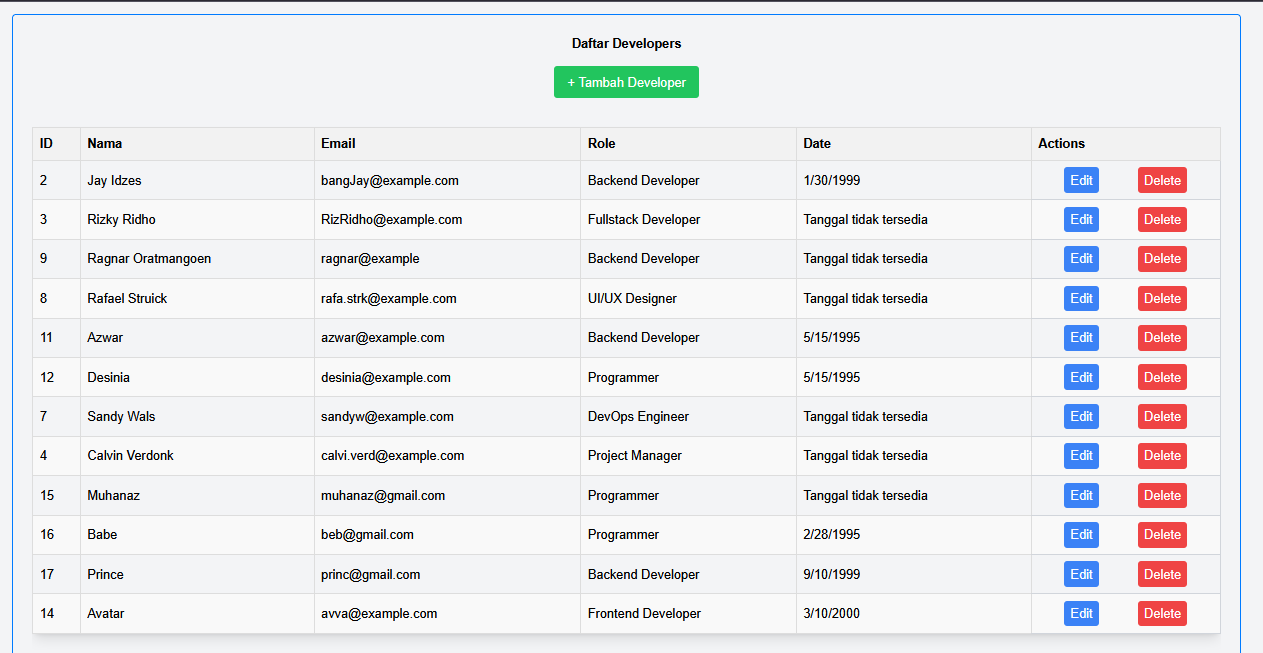 Daftar Developers
+ Tambah Developer
ID Nama Email Role Date Actions
2 Jay Idzes bangJay@example.com Backend Developer 1/30/1999 Edit Delete
3 Rizky Ridho RizRidho@example.com Fullstack Developer Tanggal tidak tersedia Edit Delete
9 Ragnar Oratmangoen ragnar@example Backend Developer Tanggal tidak tersedia Edit Delete
8 Rafael Struick rafa.strk@example.com UI/UX Designer Tanggal tidak tersedia Edit Delete
11 Azwar azwar@example.com Backend Developer 5/15/1995 Edit Delete
12 Desinia desinia@example.com Programmer 5/15/1995 Edit Delete
7 Sandy Wals sandyw@example.com DevOps Engineer Tanggal tidak tersedia Edit Delete
4 Calvin Verdonk calvi.verd@example.com Project Manager Tanggal tidak tersedia Edit Delete
15 Muhanaz muhanaz@gmail.com Programmer Tanggal tidak tersedia Edit Delete
16 Babe beb@gmail.com Programmer 2/28/1995 Edit Delete
17 Prince princ@gmail.com Backend Developer 9/10/1999 Edit Delete
14 Avatar avva@example.com Frontend Developer 3/10/2000 Edit Delete